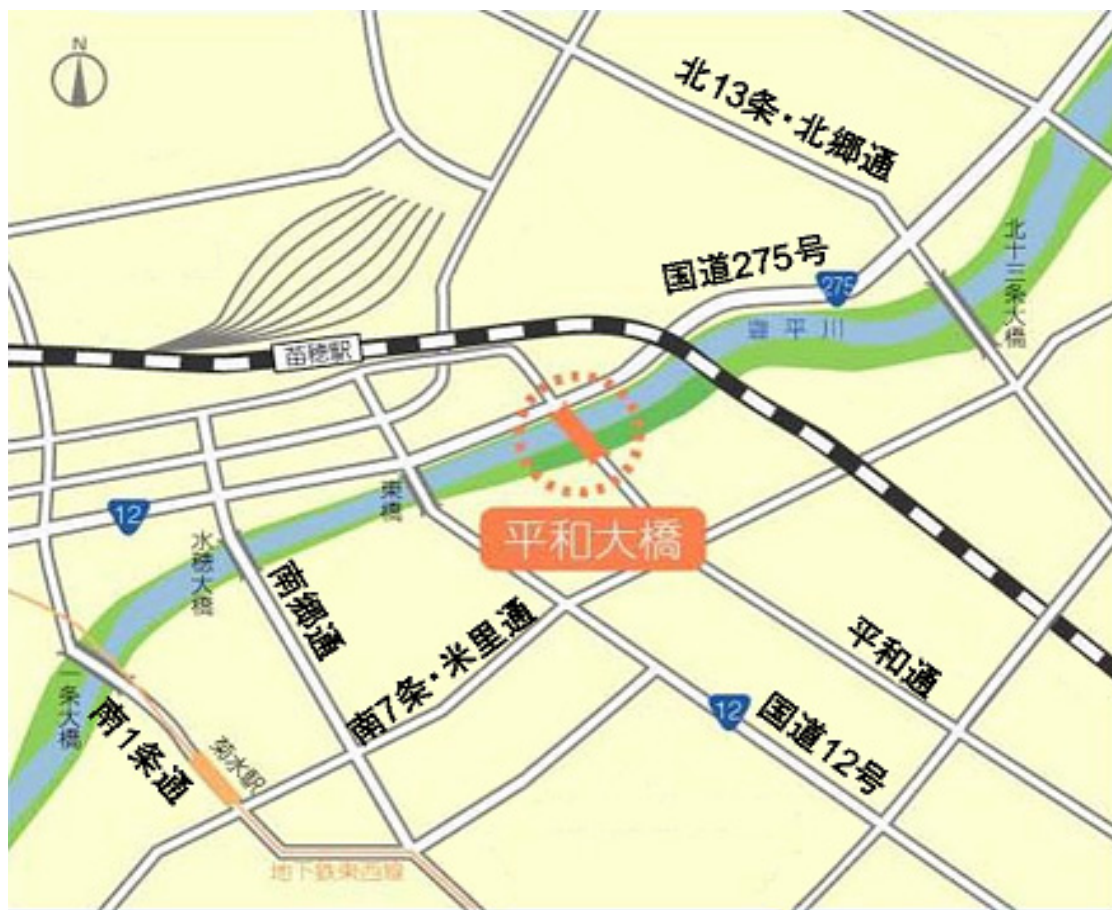 N
北13条・北郷通
国道275号
275
北十三条大橋
豊平川
苗穂駅
平和大橋
東橋
12
水穂大橋
南郷通
南7条・米里通
平和通
一条大橋
南1条通
菊水駅
12
国道12号
地下鉄東西線